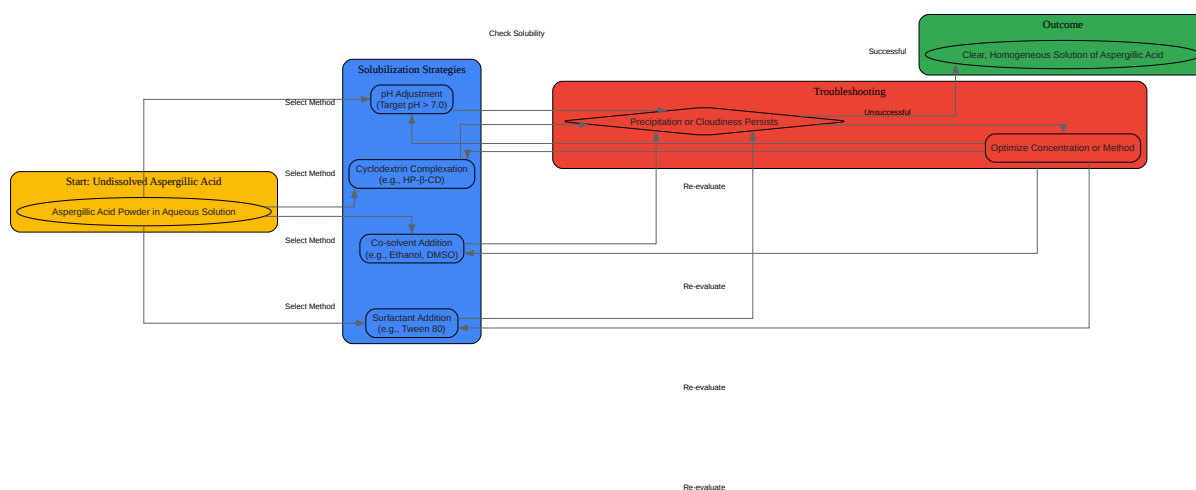 Outcome
Check Solubility
Successful
Clear, Homogeneous Solution of Aspergillic Acid
Solubilization Strategies
pH Adjustment
(Target pH > 7.0)
Select Method
Troubleshooting
Unsuccessful
Precipitation or Cloudiness Persists
Optimize Concentration or Method
Cyclodextrin Complexation
(e.g., HP-β-CD)
Select Method
Start: Undissolved Aspergillic Acid
Aspergillic Acid Powder in Aqueous Solution
Re-evaluate
Select Method
Co-solvent Addition
(e.g., Ethanol, DMSO)
Re-evaluate
Select Method
Surfactant Addition
(e.g., Tween 80)
Re-evaluate
Re-evaluate